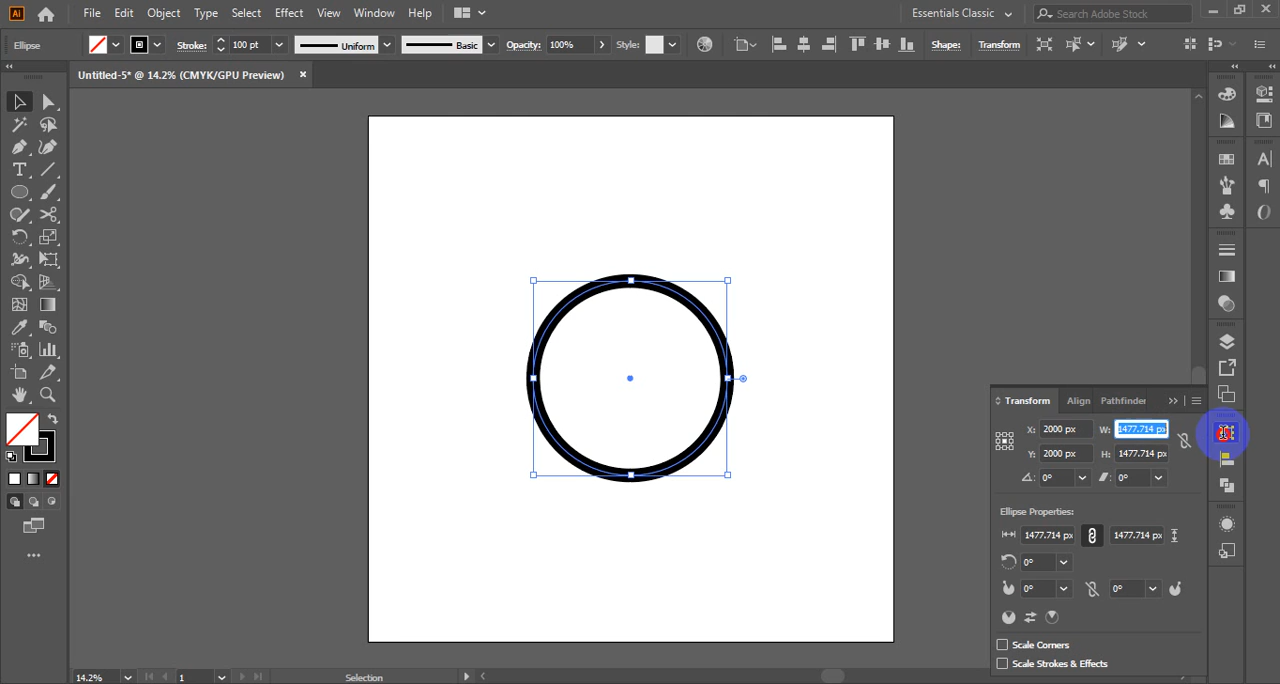 Ai File Edit Object Type Select Effect View Window Help Essentials Classic Search Adobe Stock
Ellipse Stroke: 100 pt Uniform Basic Opacity: 100% Style: Shape: Transform
Untitled-5* @ 14.2% (CMYK/GPU Preview) ×
Transform Align Pathfinder
X: 2000 px W: 1477.714 px
Y: 2000 px H: 1477.714 px
0° 0°
Ellipse Properties:
1477.714 px 1477.714 px
0°
0° 0°
Scale Corners
Scale Strokes & Effects
14.2% 1 Selection